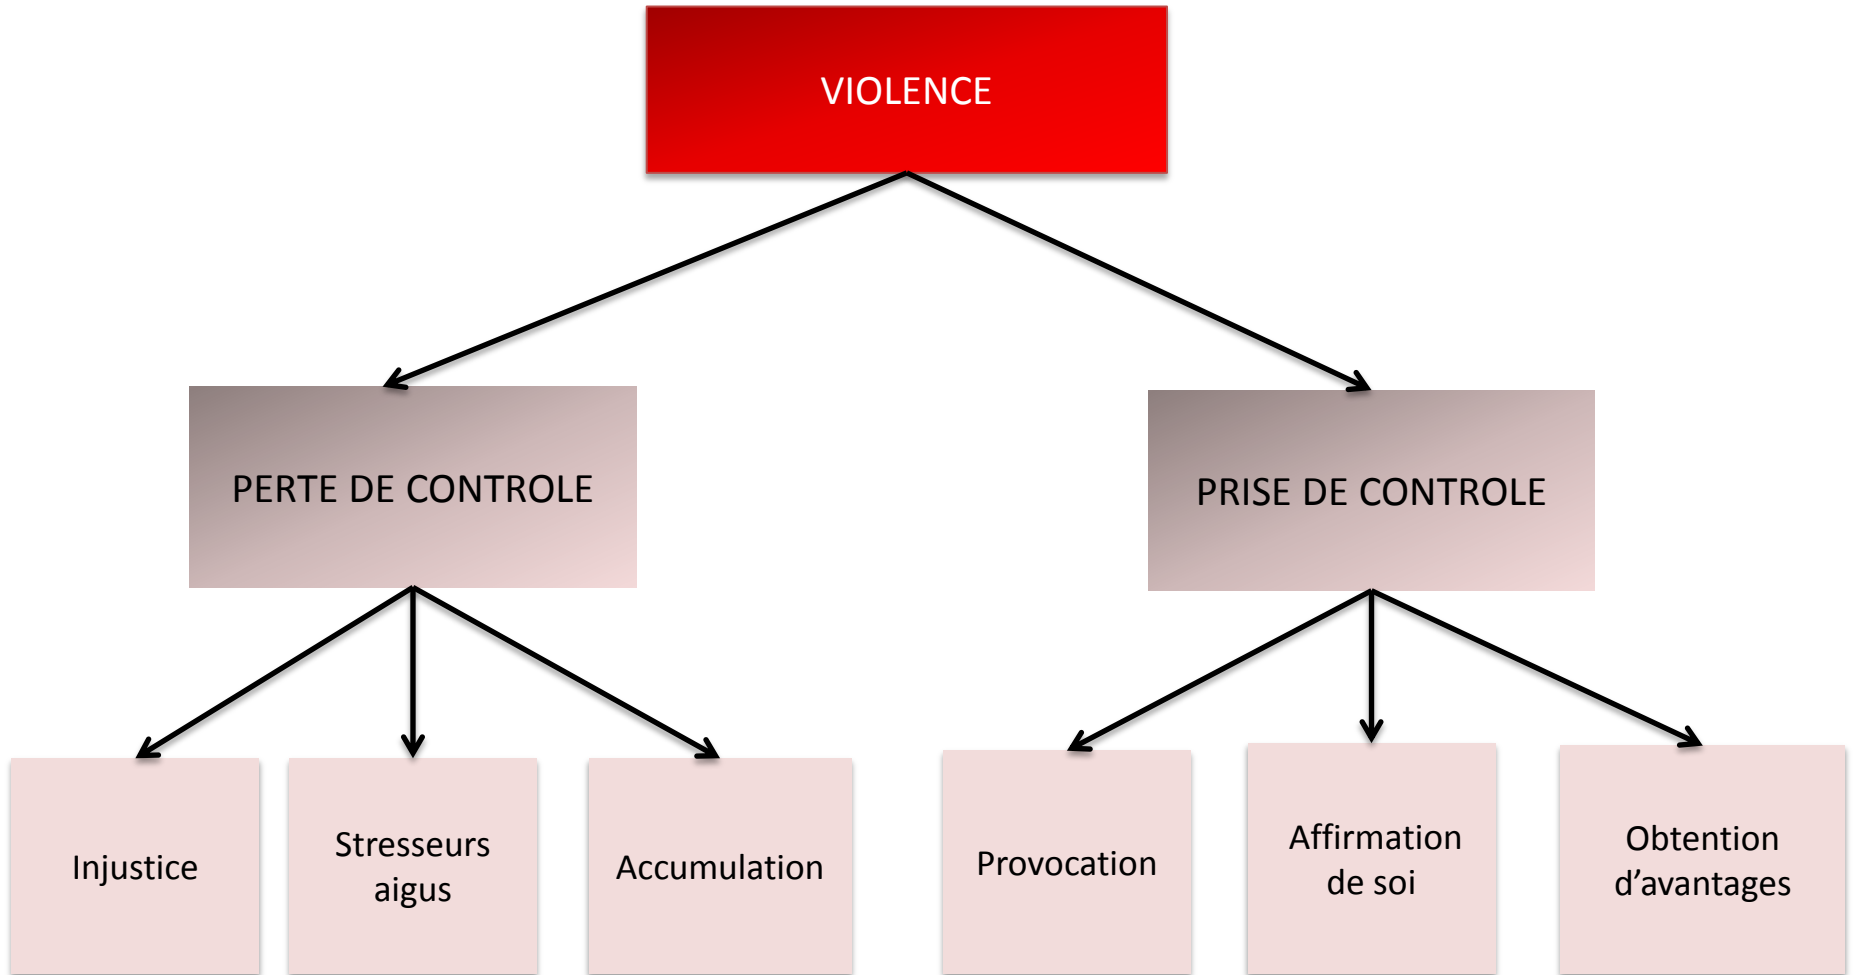 VIOLENCE
PERTE DE CONTROLE
PRISE DE CONTROLE
Injustice
Stresseurs
aigus
Accumulation
Provocation
Affirmation
de soi
Obtention
d’avantages